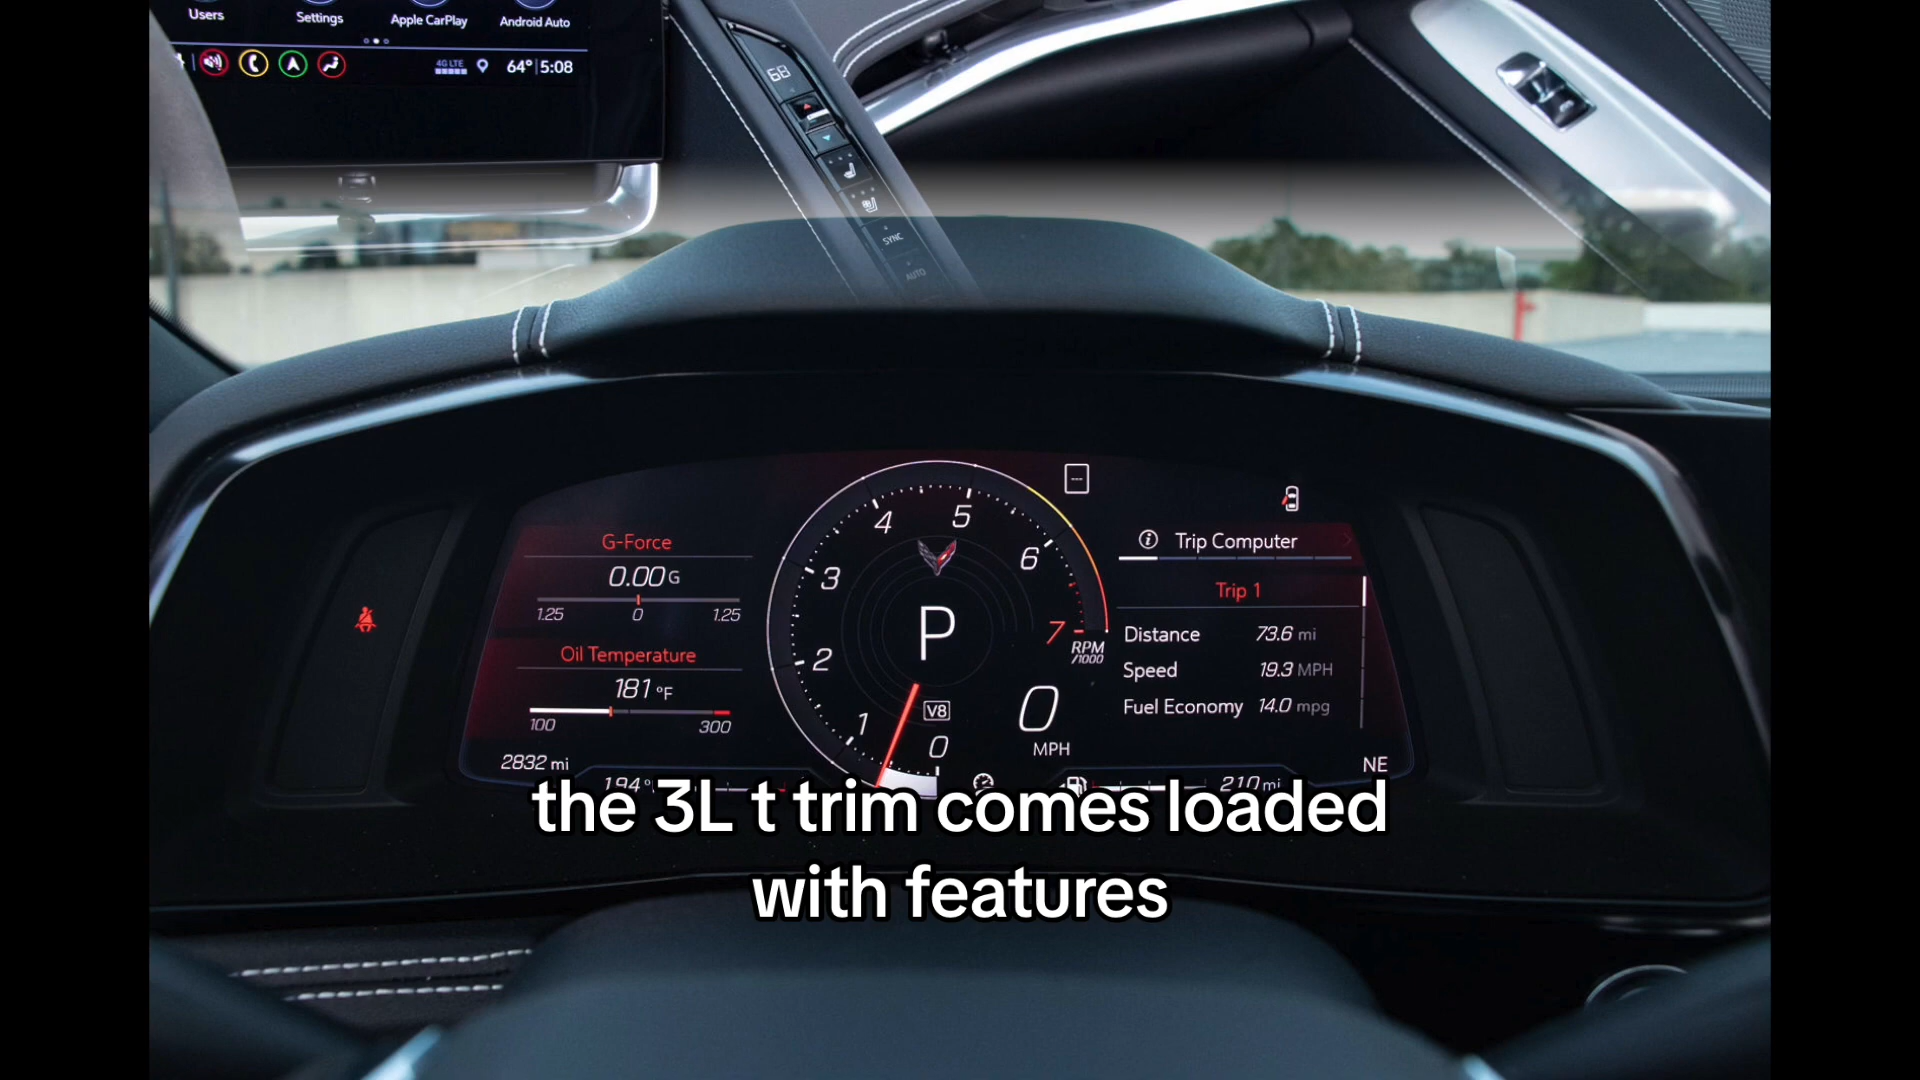 Users
Settings
Apple CarPlay
Android Auto
4G LTE
64° 5:08
68
SYNC
AUTO
G-Force
0.00 G
1.25 0 1.25
Oil Temperature
181 °F
100 300
2832 mi
194°
1
2
3
4
5
6
7
RPM
/1000
P
V8
0
0
MPH
---
Trip Computer
Trip 1
Distance 73.6 mi
Speed 19.3 MPH
Fuel Economy 14.0 mpg
NE
210 mi
the 3L t trim comes loaded
with features